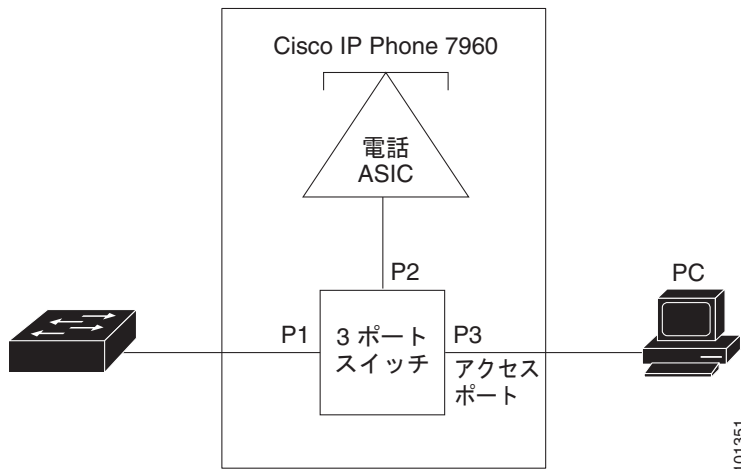 Cisco IP Phone 7960
電話
ASIC
P2
PC
P1
3 ポート
スイッチ
P3
アクセス
ポート
101351